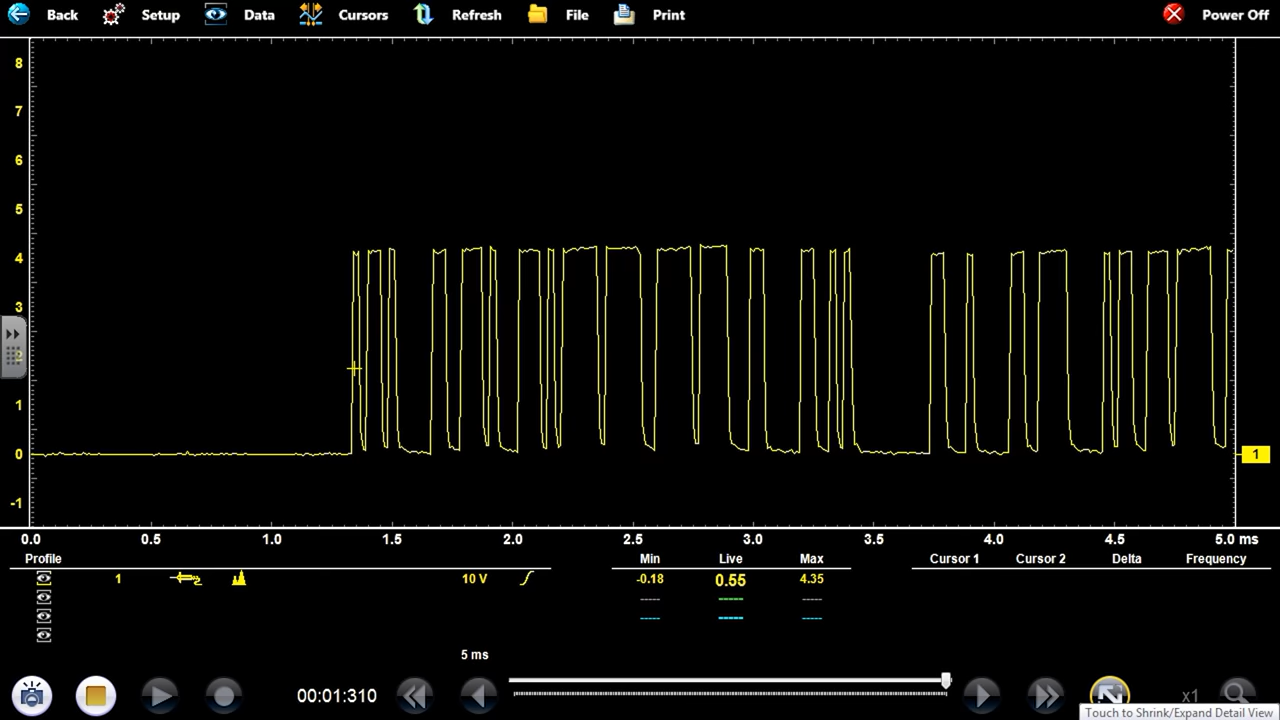 Back Setup Data Cursors Refresh File Print Power Off
8
7
6
5
4
3
2
1
0
-1
1
0.0 0.5 1.0 1.5 2.0 2.5 3.0 3.5 4.0 4.5 5.0 ms
Profile Min Live Max Cursor 1 Cursor 2 Delta Frequency
1 10 V -0.18 0.55 4.35
----- ----- -----
----- ----- -----
5 ms
00:01:310 x1
Touch to Shrink/Expand Detail View